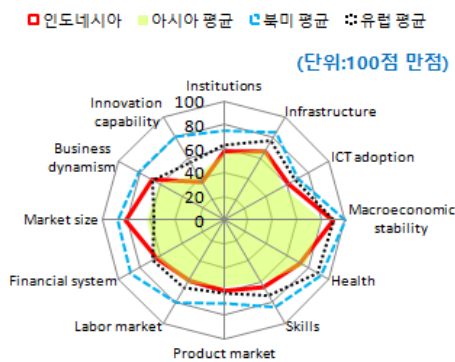 인도네시아 아시아 평균 북미 평균 유럽 평균
(단위:100점 만점)
Institutions
Innovation
capability
100
Infrastructure
80
Business
dynamism
60
ICT adoption
40
20
Market size
0
Macroeconomic
stability
Financial system
Health
Labor market
Skills
Product market